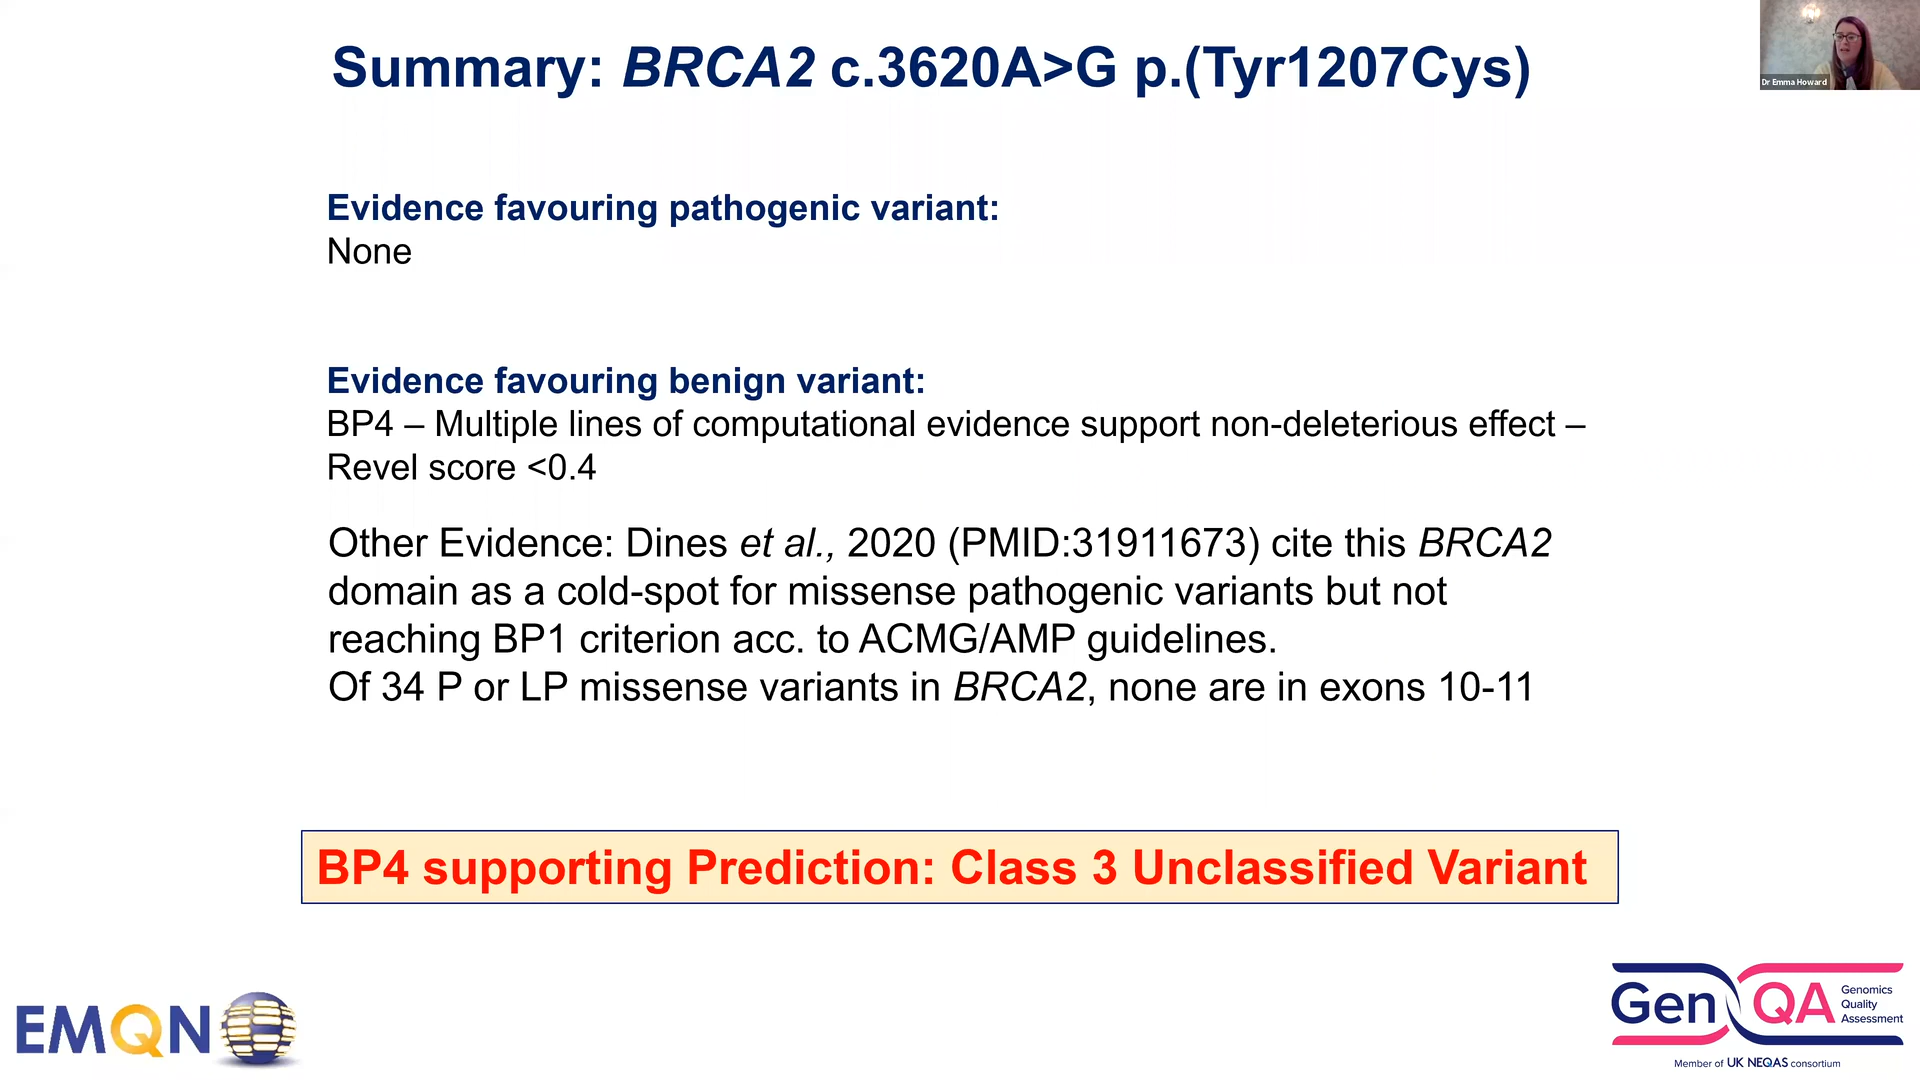 Summary: BRCA2 c.3620A>G p.(Tyr1207Cys)
Dr Emma Howard
Evidence favouring pathogenic variant:
None
Evidence favouring benign variant:
BP4 – Multiple lines of computational evidence support non-deleterious effect –
Revel score <0.4
Other Evidence: Dines et al., 2020 (PMID:31911673) cite this BRCA2
domain as a cold-spot for missense pathogenic variants but not
reaching BP1 criterion acc. to ACMG/AMP guidelines.
Of 34 P or LP missense variants in BRCA2, none are in exons 10-11
BP4 supporting Prediction: Class 3 Unclassified Variant
EMQN
GenQA
Genomics
Quality
Assessment
Member of UK NEQAS consortium